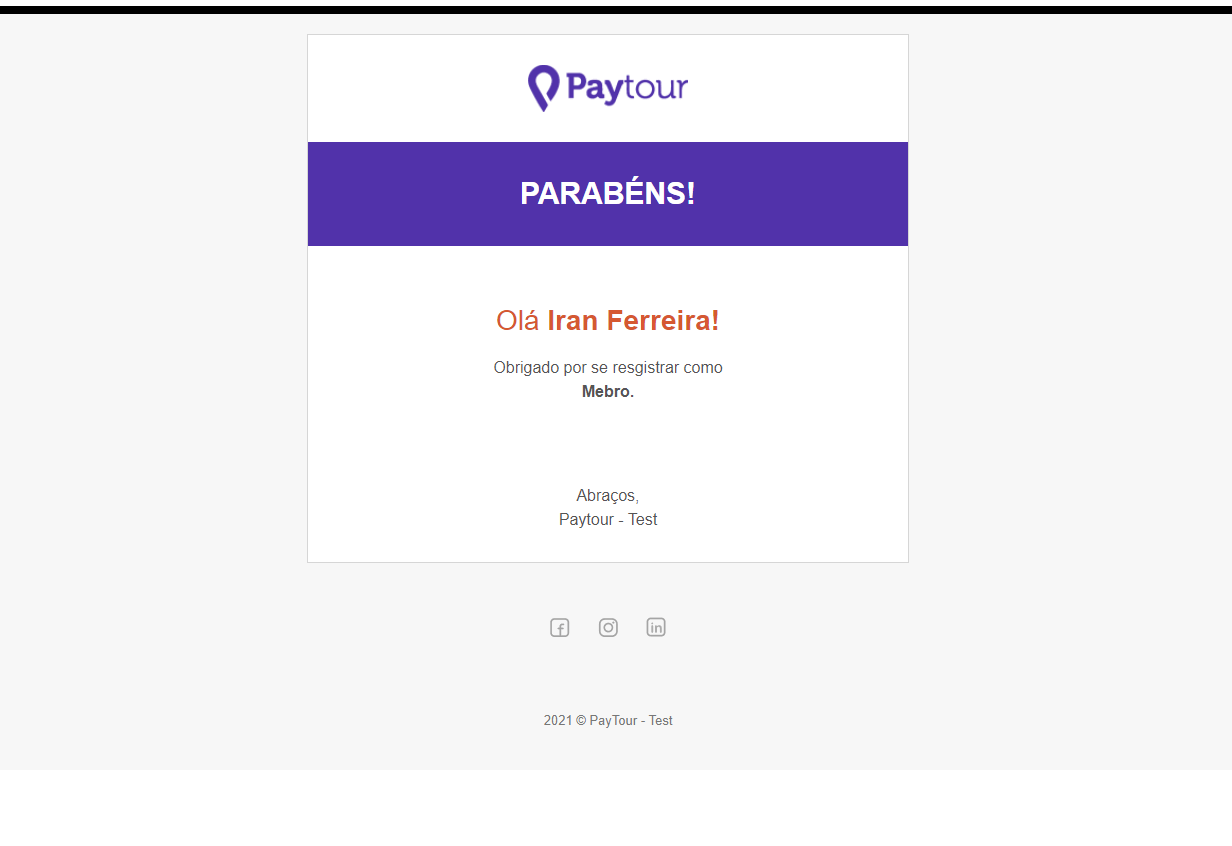 Paytour
PARABÉNS!
Olá Iran Ferreira!
Obrigado por se resgistrar como
Mebro.
Abraços,
Paytour - Test
2021 © PayTour - Test